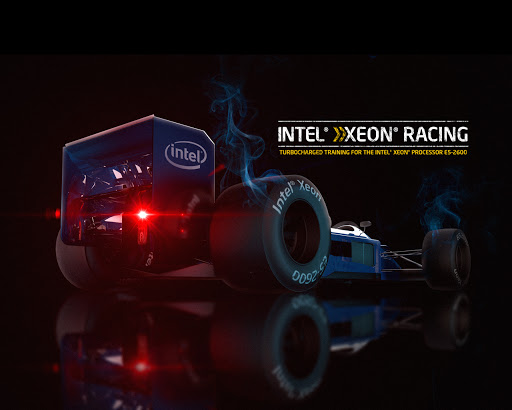 INTEL® »XEON® RACING
TURBOCHARGED TRAINING FOR THE INTEL® XEON® PROCESSOR E5-2600
intel
Intel® Xeon
E5-2600